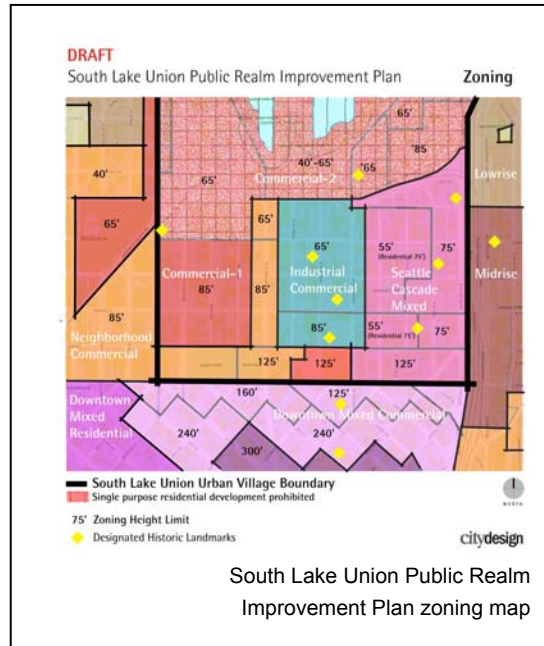 DRAFT
South Lake Union Public Realm Improvement Plan Zoning
65'
'85
40'-65'
'65
65'
Commercial-2
Lowrise
40'
65'
65'
65'
55'
(Residential 75')
75'
Commercial-1
Industrial
Commercial
Seattle
Cascade
Mixed
Midrise
85'
85'
85'
Neighborhood
Commercial
85'
55'
(Residential 75')
75'
125'
125'
125'
Downtown
Mixed
Residential
160'
125'
Downtown Mixed Commercial
240'
240'
300'
South Lake Union Urban Village Boundary
Single purpose residential development prohibited
75' Zoning Height Limit
Designated Historic Landmarks
NORTH
citydesign
South Lake Union Public Realm
Improvement Plan zoning map